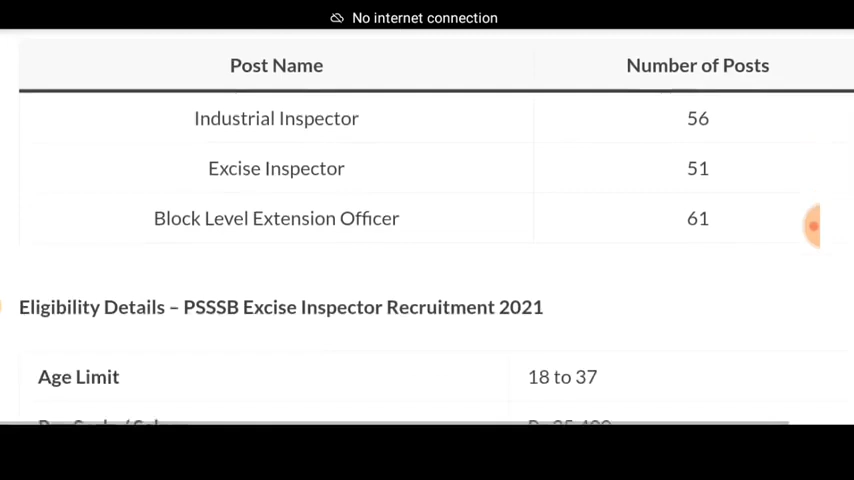 No internet connection
Post Name Number of Posts
Industrial Inspector 56
Excise Inspector 51
Block Level Extension Officer 61
Eligibility Details – PSSSB Excise Inspector Recruitment 2021
Age Limit 18 to 37